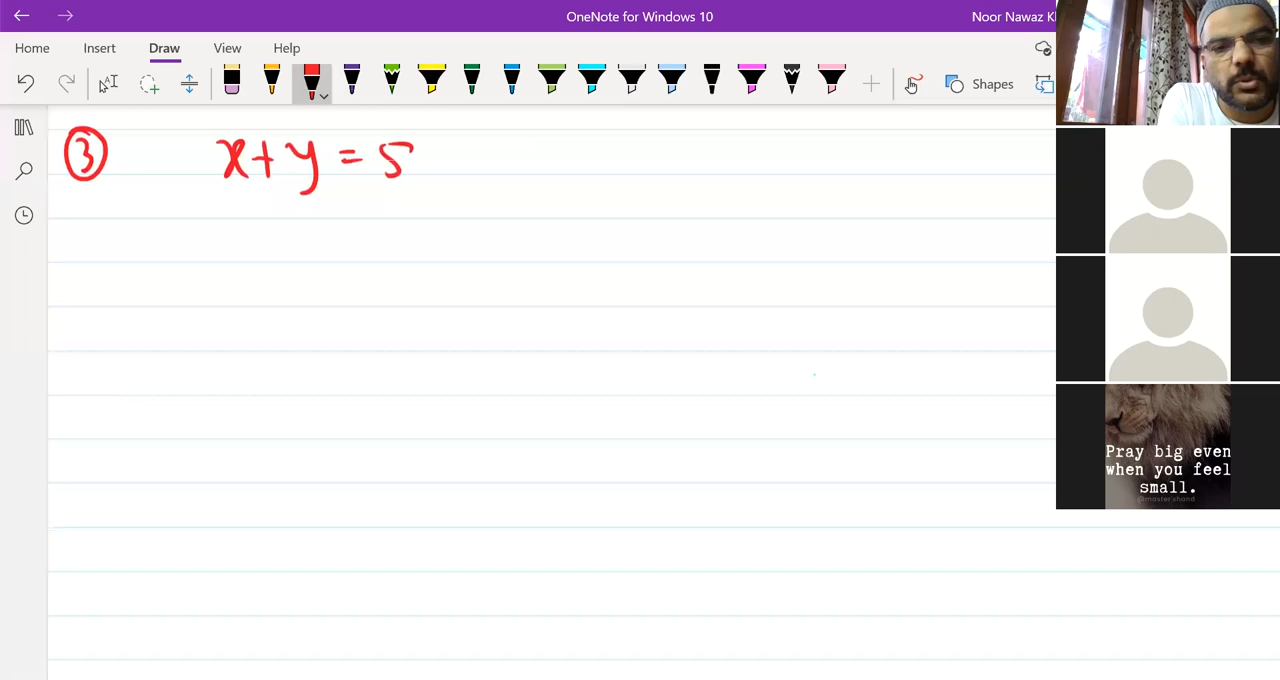 OneNote for Windows 10
Noor Nawaz Kh
Home Insert Draw View Help
Shapes
③ x + y = 5
Pray big even
when you feel
small.